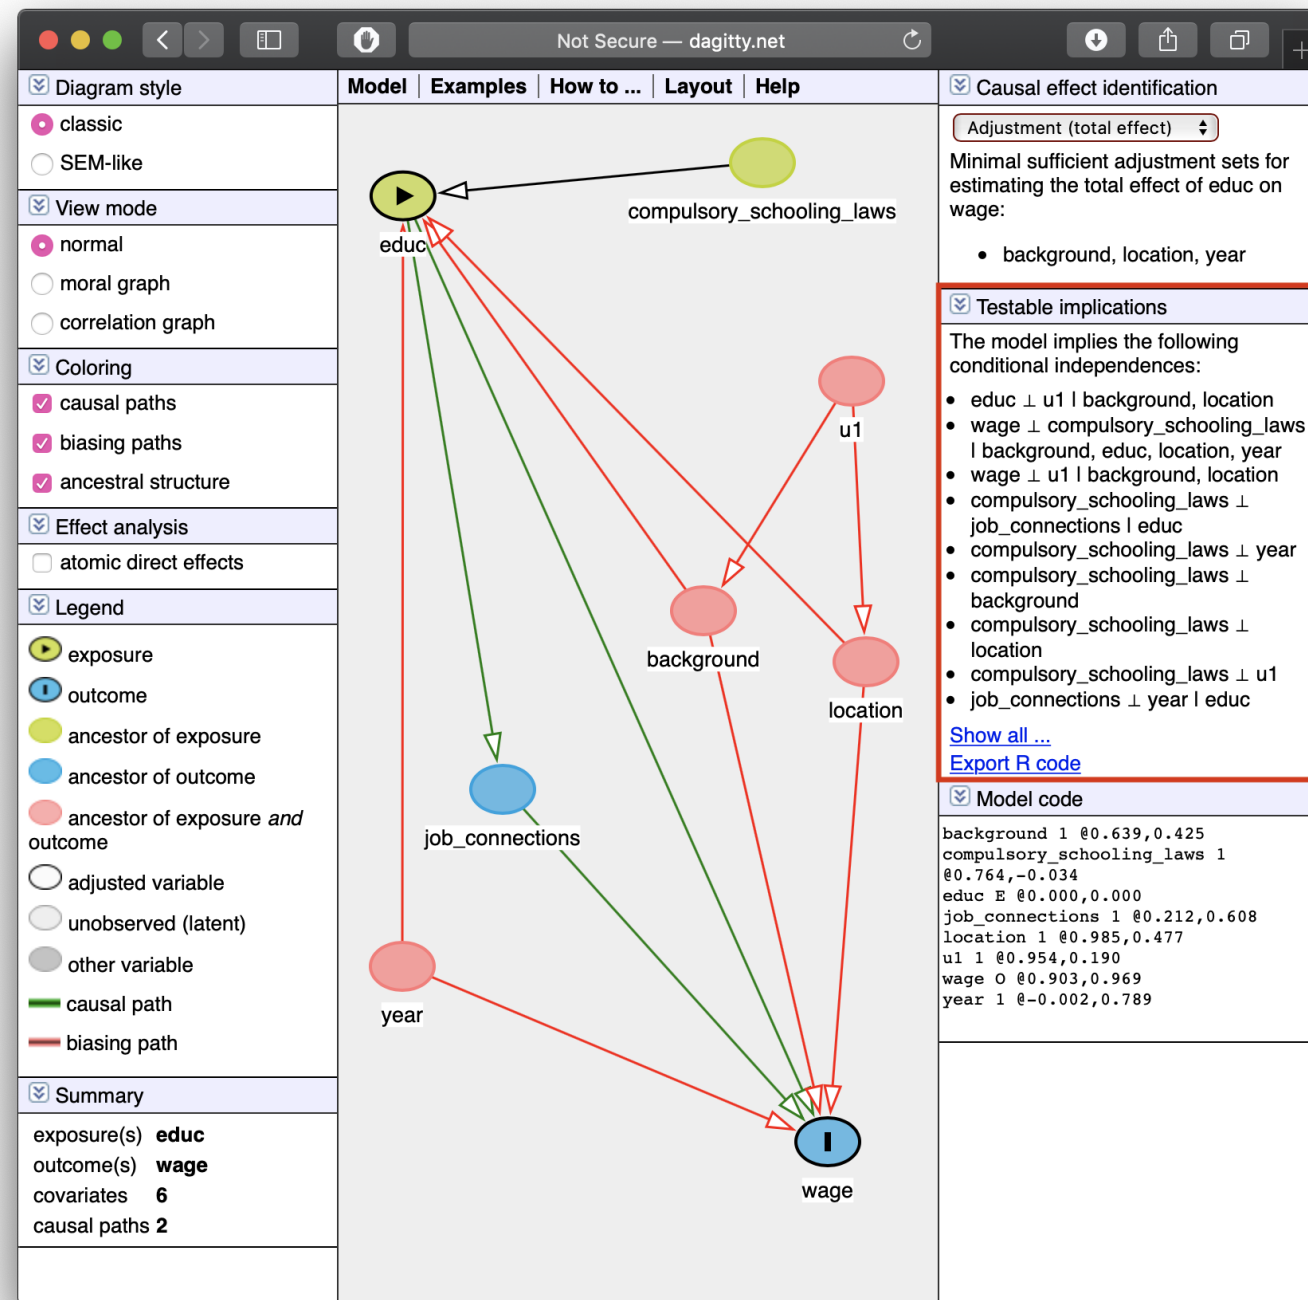 Not Secure — dagitty.net
Diagram style
classic
SEM-like
View mode
normal
moral graph
correlation graph
Coloring
causal paths
biasing paths
ancestral structure
Effect analysis
atomic direct effects
Legend
exposure
outcome
ancestor of exposure
ancestor of outcome
ancestor of exposure and
outcome
adjusted variable
unobserved (latent)
other variable
causal path
biasing path
Summary
exposure(s) educ
outcome(s) wage
covariates 6
causal paths 2
Model | Examples | How to ... | Layout | Help
compulsory_schooling_laws
educ
u1
background
location
job_connections
year
wage
Causal effect identification
Adjustment (total effect)
Minimal sufficient adjustment sets for
estimating the total effect of educ on
wage:
• background, location, year
Testable implications
The model implies the following
conditional independences:
• educ ⊥ u1 | background, location
• wage ⊥ compulsory_schooling_laws
| background, educ, location, year
• wage ⊥ u1 | background, location
• compulsory_schooling_laws ⊥
job_connections | educ
• compulsory_schooling_laws ⊥ year
• compulsory_schooling_laws ⊥
background
• compulsory_schooling_laws ⊥
location
• compulsory_schooling_laws ⊥ u1
• job_connections ⊥ year | educ
Show all ...
Export R code
Model code
background 1 @0.639,0.425
compulsory_schooling_laws 1
@0.764,-0.034
educ E @0.000,0.000
job_connections 1 @0.212,0.608
location 1 @0.985,0.477
u1 1 @0.954,0.190
wage O @0.903,0.969
year 1 @-0.002,0.789